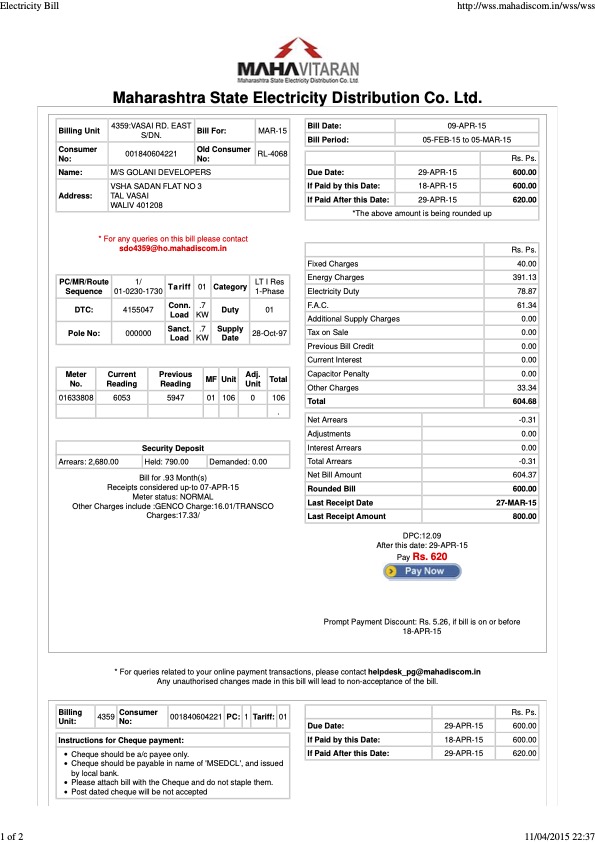 Electricity Bill
http://wss.mahadiscom.in/wss/wss
MAHAVITARAN
Maharashtra State Electricity Distribution Co. Ltd.
Maharashtra State Electricity Distribution Co. Ltd.
Billing Unit 4359:VASAI RD. EAST S/DN. Bill For: MAR-15
Consumer No: 001840604221 Old Consumer No: RL-4068
Name: M/S GOLANI DEVELOPERS
Address: VSHA SADAN FLAT NO 3
TAL VASAI
WALIV 401208
Bill Date: 09-APR-15
Bill Period: 05-FEB-15 to 05-MAR-15
Rs. Ps.
Due Date: 29-APR-15 600.00
If Paid by this Date: 18-APR-15 600.00
If Paid After this Date: 29-APR-15 620.00
*The above amount is being rounded up
* For any queries on this bill please contact
sdo4359@ho.mahadiscom.in
PC/MR/Route Sequence 1/ 01-0230-1730 Tariff 01 Category LT I Res 1-Phase
DTC: 4155047 Conn. Load .7 KW Duty 01
Pole No: 000000 Sanct. Load .7 KW Supply Date 28-Oct-97
Meter No. Current Reading Previous Reading MF Unit Adj. Unit Total
01633808 6053 5947 01 106 0 106
.
Security Deposit
Arrears: 2,680.00 Held: 790.00 Demanded: 0.00
Bill for .93 Month(s)
Receipts considered up-to 07-APR-15
Meter status: NORMAL
Other Charges include :GENCO Charge:16.01/TRANSCO
Charges:17.33/
Rs. Ps.
Fixed Charges 40.00
Energy Charges 391.13
Electricity Duty 78.87
F.A.C. 61.34
Additional Supply Charges 0.00
Tax on Sale 0.00
Previous Bill Credit 0.00
Current Interest 0.00
Capacitor Penalty 0.00
Other Charges 33.34
Total 604.68
Net Arrears -0.31
Adjustments 0.00
Interest Arrears 0.00
Total Arrears -0.31
Net Bill Amount 604.37
Rounded Bill 600.00
Last Receipt Date 27-MAR-15
Last Receipt Amount 800.00
DPC:12.09
After this date: 29-APR-15
Pay Rs. 620
Pay Now
Prompt Payment Discount: Rs. 5.26, if bill is on or before
18-APR-15
* For queries related to your online payment transactions, please contact helpdesk_pg@mahadiscom.in
Any unauthorised changes made in this bill will lead to non-acceptance of the bill.
Billing Unit: 4359 Consumer No: 001840604221 PC: 1 Tariff: 01
Instructions for Cheque payment:
• Cheque should be a/c payee only.
• Cheque should be payable in name of 'MSEDCL', and issued
by local bank.
• Please attach bill with the Cheque and do not staple them.
• Post dated cheque will be not accepted
Rs. Ps.
Due Date: 29-APR-15 600.00
If Paid by this Date: 18-APR-15 600.00
If Paid After this Date: 29-APR-15 620.00
1 of 2
11/04/2015 22:37